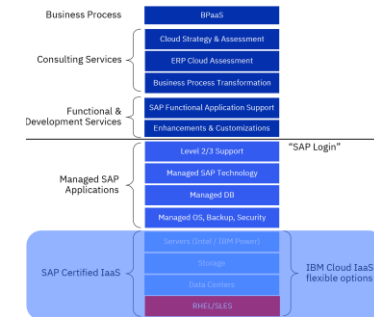 Business Process
BPaaS
Consulting Services
Cloud Strategy & Assessment
ERP Cloud Assessment
Business Process Transformation
Functional &
Development Services
SAP Functional Application Support
Enhancements & Customizations
"SAP Login"
Managed SAP
Applications
Level 2/3 Support
Managed SAP Technology
Managed DB
Managed OS, Backup, Security
SAP Certified IaaS
Servers (Intel / IBM Power)
Storage
Data Centers
RHEL/SLES
IBM Cloud IaaS
flexible options